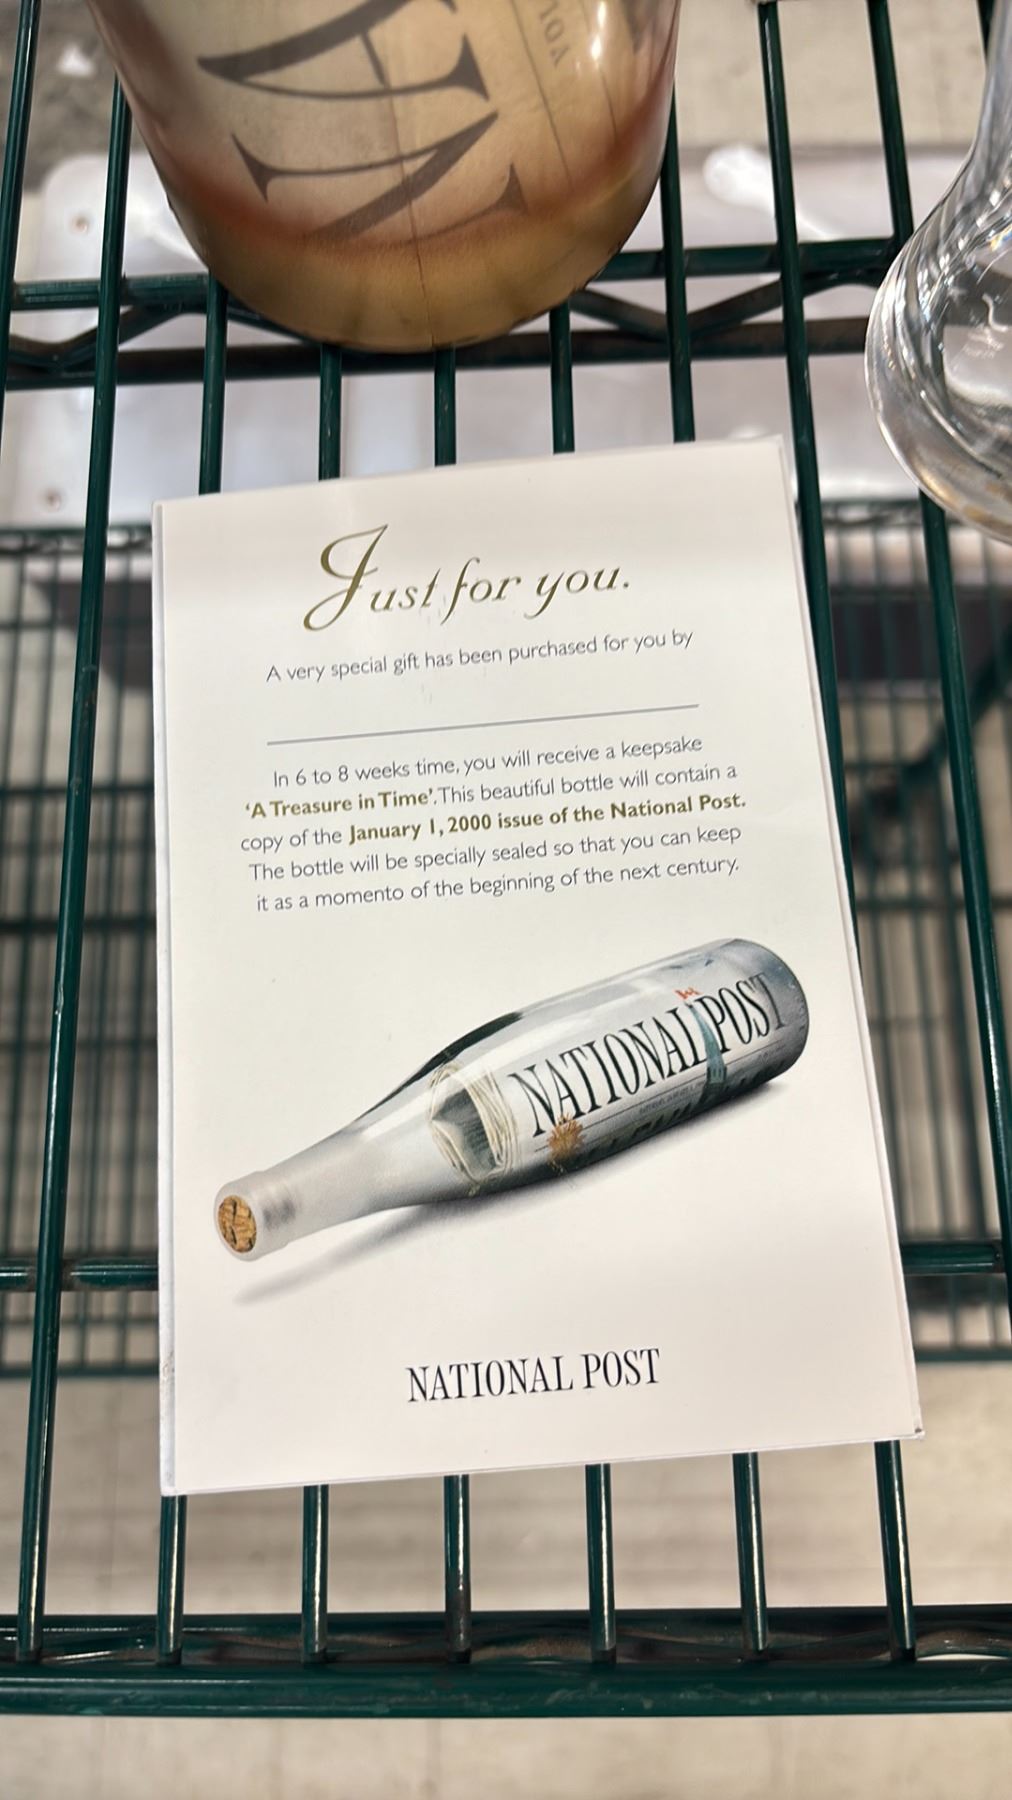 VOL
Just for you.
A very special gift has been purchased for you by
In 6 to 8 weeks time, you will receive a keepsake
‘A Treasure in Time’. This beautiful bottle will contain a
copy of the January 1, 2000 issue of the National Post.
The bottle will be specially sealed so that you can keep
it as a momento of the beginning of the next century.
NATIONAL POST
NATIONAL POST